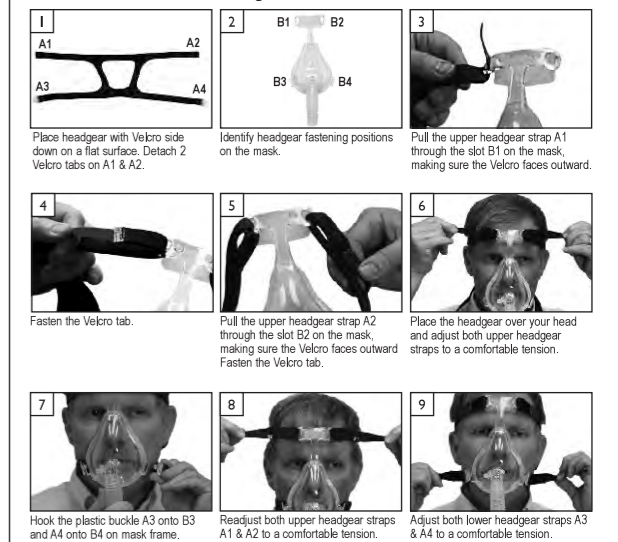 1
A1
A2
A3
A4
Place headgear with Velcro side
down on a flat surface. Detach 2
Velcro tabs on A1 & A2.
2
B1
B2
B3
B4
Identify headgear fastening positions
on the mask.
3
Pull the upper headgear strap A1
through the slot B1 on the mask,
making sure the Velcro faces outward.
4
Fasten the Velcro tab.
5
Pull the upper headgear strap A2
through the slot B2 on the mask,
making sure the Velcro faces outward
Fasten the Velcro tab.
6
Place the headgear over your head
and adjust both upper headgear
straps to a comfortable tension.
7
Hook the plastic buckle A3 onto B3
and A4 onto B4 on mask frame.
8
Readjust both upper headgear straps
A1 & A2 to a comfortable tension.
9
Adjust both lower headgear straps A3
& A4 to a comfortable tension.